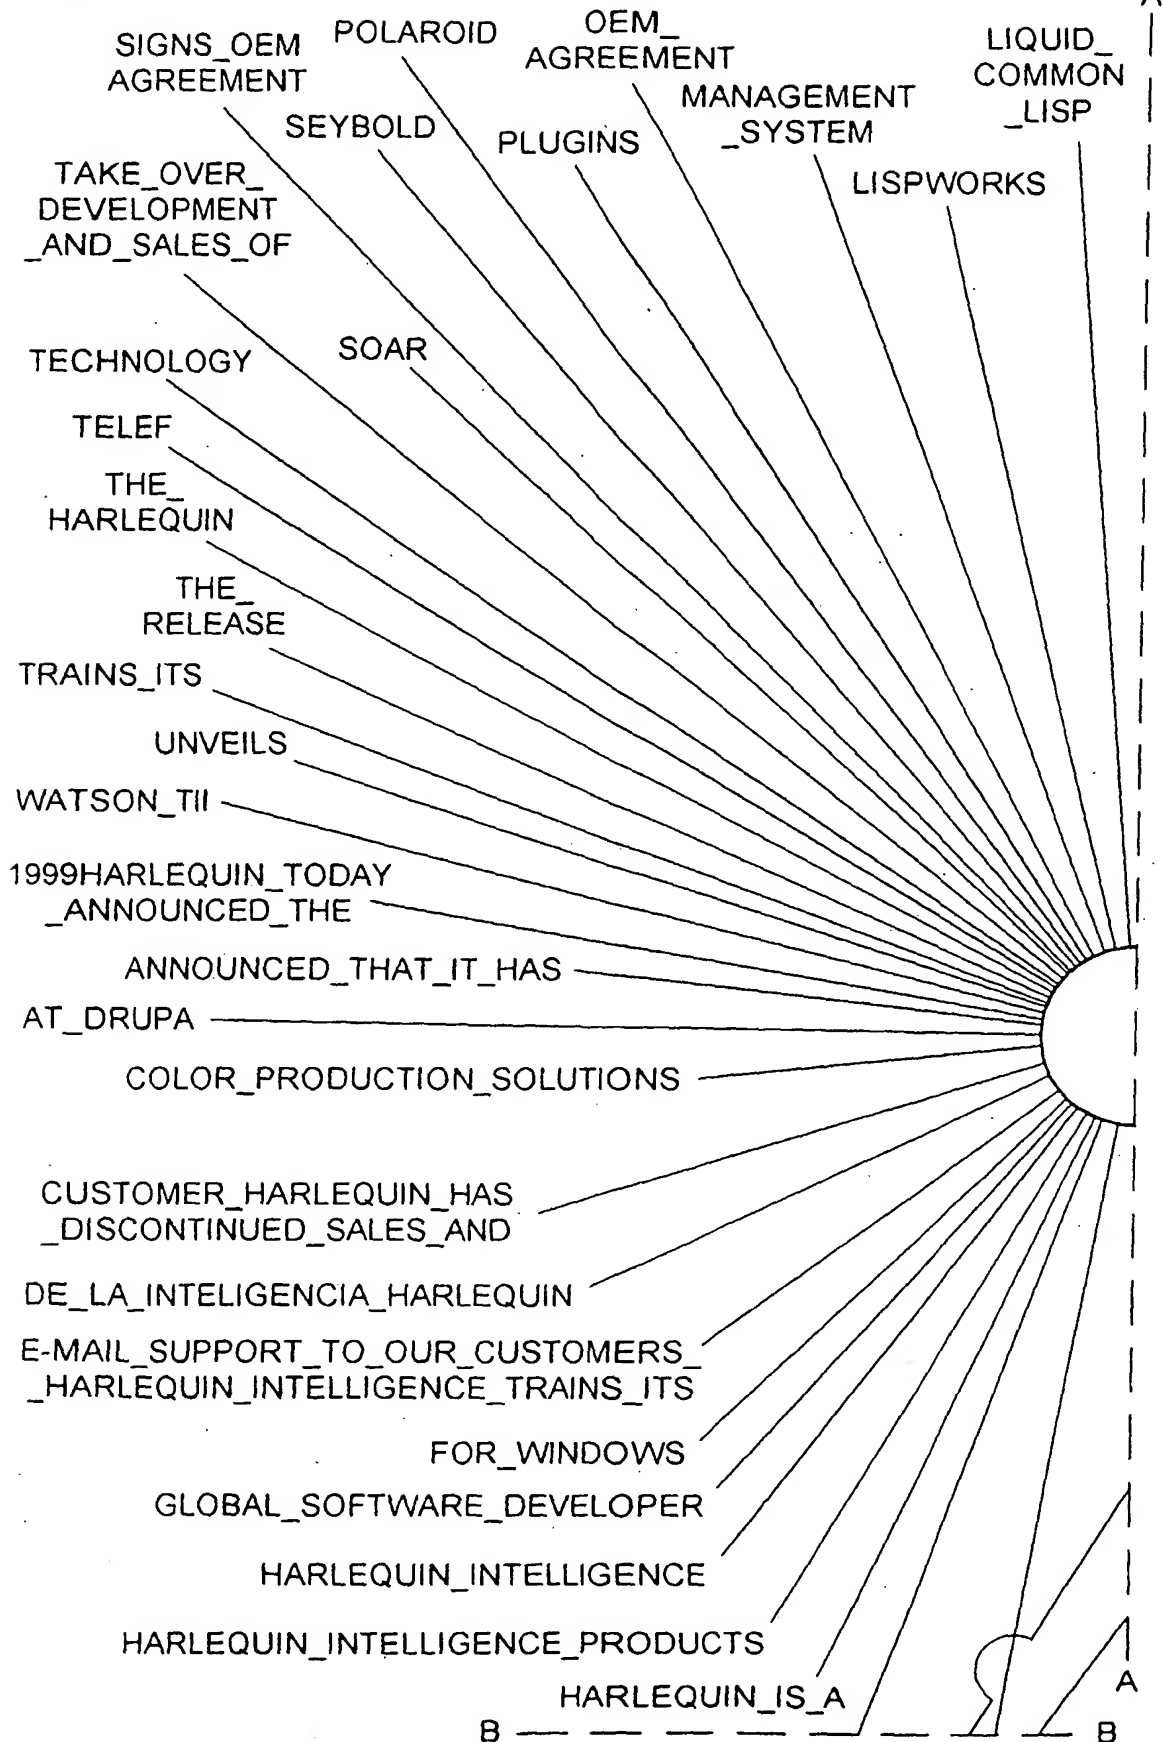 A
SIGNS_OEM
AGREEMENT
POLAROID
OEM_
AGREEMENT
LIQUID_
COMMON
_LISP
SEYBOLD
PLUGINS
MANAGEMENT
_SYSTEM
LISPWORKS
TAKE_OVER_
DEVELOPMENT
_AND_SALES_OF
TECHNOLOGY
SOAR
TELEF
THE_
HARLEQUIN
THE_
RELEASE
TRAINS_ITS
UNVEILS
WATSON_TII
1999HARLEQUIN_TODAY
_ANNOUNCED_THE
ANNOUNCED_THAT_IT_HAS
AT_DRUPA
COLOR_PRODUCTION_SOLUTIONS
CUSTOMER_HARLEQUIN_HAS
_DISCONTINUED_SALES_AND
DE_LA_INTELIGENCIA_HARLEQUIN
E-MAIL_SUPPORT_TO_OUR_CUSTOMERS_
_HARLEQUIN_INTELLIGENCE_TRAINS_ITS
FOR_WINDOWS
GLOBAL_SOFTWARE_DEVELOPER
HARLEQUIN_INTELLIGENCE
HARLEQUIN_INTELLIGENCE_PRODUCTS
HARLEQUIN_IS_A
A
B B